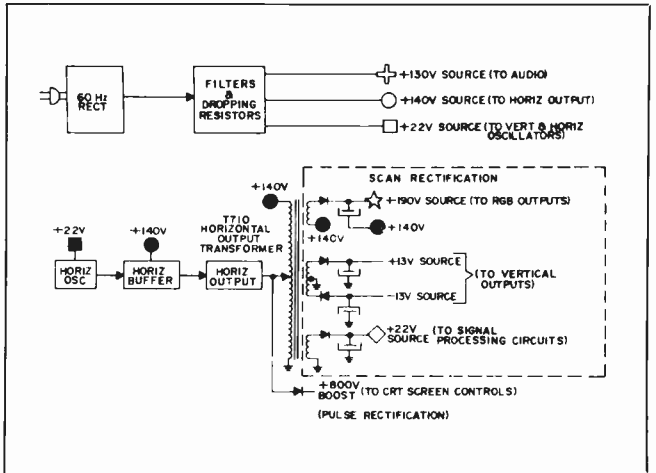 60 Hz
RECT
FILTERS
&
DROPPING
RESISTORS
+130V SOURCE (TO AUDIO)
+140V SOURCE (TO HORIZ OUTPUT)
+22V SOURCE (TO VERT & HORIZ
OSCILLATORS)
SCAN RECTIFICATION
+140V
+190V SOURCE (TO RGB OUTPUTS)
T710
HORIZONTAL
OUTPUT
TRANSFORMER
+140V
+140V
+22V
+140V
HORIZ
OSC
HORIZ
BUFFER
HORIZ
OUTPUT
+13V SOURCE
-13V SOURCE
(TO VERTICAL
OUTPUTS)
+22V (TO SIGNAL
SOURCE PROCESSING CIRCUITS)
+800V
BOOST (TO CRT SCREEN CONTROLS)
(PULSE RECTIFICATION)